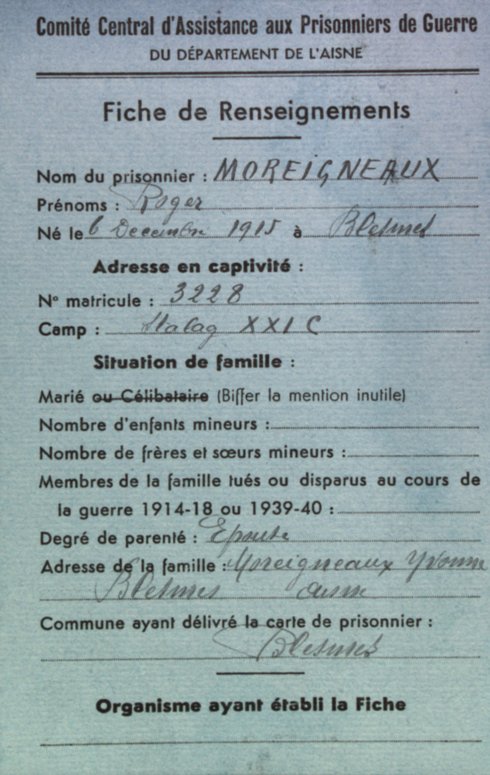 Comité Central d'Assistance aux Prisonniers de Guerre
DU DÉPARTEMENT DE L'AISNE
Fiche de Renseignements
Nom du prisonnier : MOREIGNEAUX
Prénoms : Roger
Né le 6 Decembre 1915 à Blesmes
Adresse en captivité :
N° matricule : 3228
Camp : Stalag XXI C
Situation de famille :
Marié ou Célibataire (Biffer la mention inutile)
Nombre d'enfants mineurs :
Nombre de frères et sœurs mineurs :
Membres de la famille tués ou disparus au cours de
la guerre 1914-18 ou 1939-40 :
Degré de parenté : Epouse
Adresse de la famille : Moreigneaux Yvonne
Blesmes aisne
Commune ayant délivré la carte de prisonnier :
Blesmes
Organisme ayant établi la Fiche